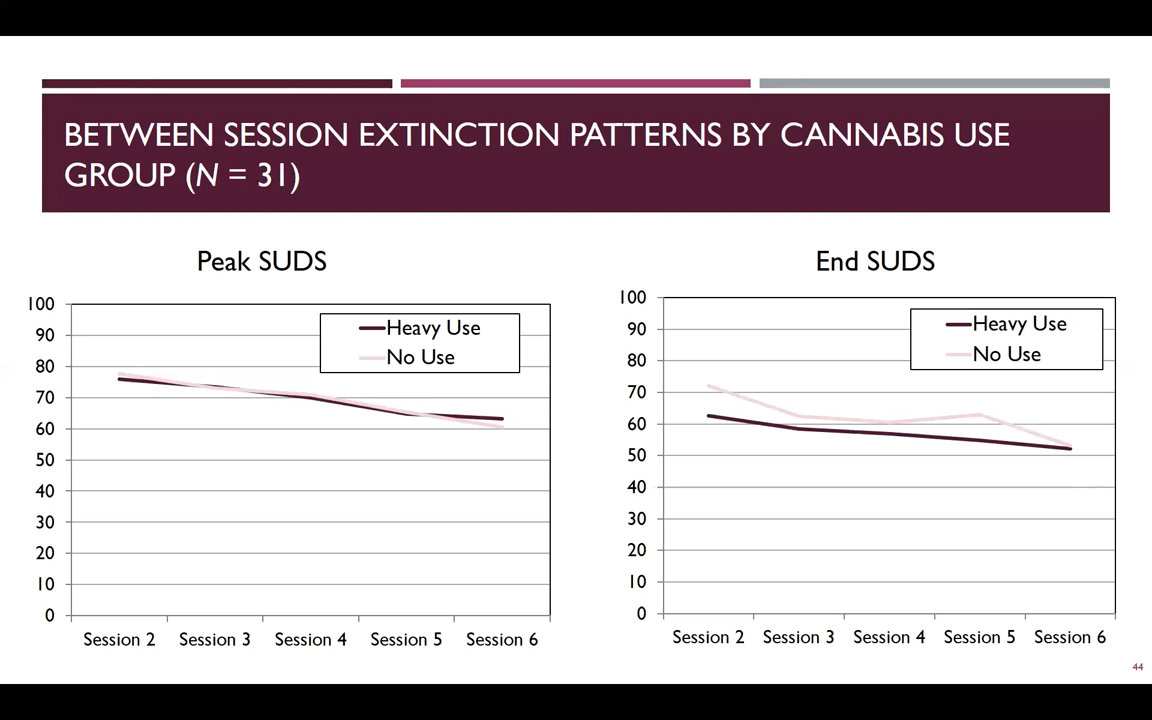 BETWEEN SESSION EXTINCTION PATTERNS BY CANNABIS USE
GROUP (N = 31)
Peak SUDS
100
90
80
70
60
50
40
30
20
10
0
Heavy Use
No Use
Session 2 Session 3 Session 4 Session 5 Session 6
End SUDS
100
90
80
70
60
50
40
30
20
10
0
Heavy Use
No Use
Session 2 Session 3 Session 4 Session 5 Session 6
44